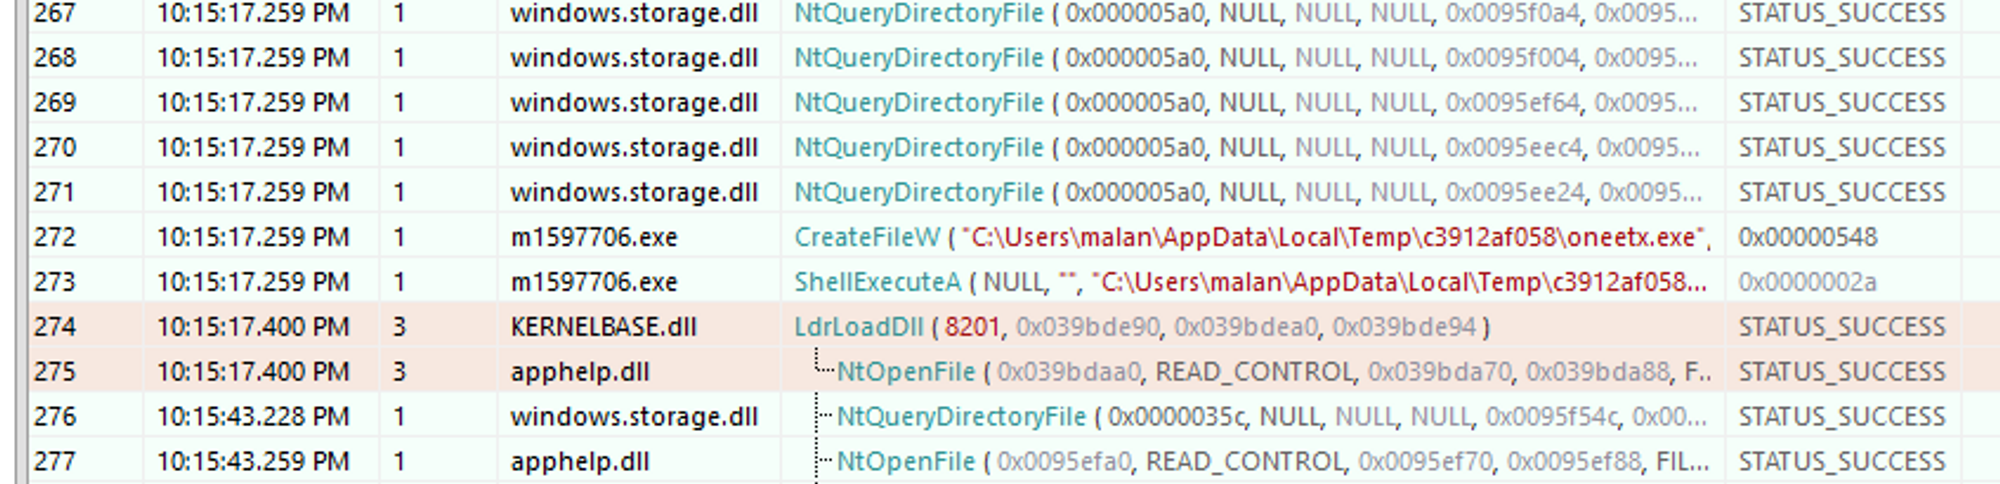 267 10:15:17.259 PM 1 windows.storage.dll NtQueryDirectoryFile ( 0x000005a0, NULL, NULL, NULL, 0x0095f0a4, 0x0095... STATUS_SUCCESS
268 10:15:17.259 PM 1 windows.storage.dll NtQueryDirectoryFile ( 0x000005a0, NULL, NULL, NULL, 0x0095f004, 0x0095... STATUS_SUCCESS
269 10:15:17.259 PM 1 windows.storage.dll NtQueryDirectoryFile ( 0x000005a0, NULL, NULL, NULL, 0x0095ef64, 0x0095... STATUS_SUCCESS
270 10:15:17.259 PM 1 windows.storage.dll NtQueryDirectoryFile ( 0x000005a0, NULL, NULL, NULL, 0x0095eec4, 0x0095... STATUS_SUCCESS
271 10:15:17.259 PM 1 windows.storage.dll NtQueryDirectoryFile ( 0x000005a0, NULL, NULL, NULL, 0x0095ee24, 0x0095... STATUS_SUCCESS
272 10:15:17.259 PM 1 m1597706.exe CreateFileW ( "C:\Users\malan\AppData\Local\Temp\c3912af058\oneetx.exe", 0x00000548
273 10:15:17.259 PM 1 m1597706.exe ShellExecuteA ( NULL, "", "C:\Users\malan\AppData\Local\Temp\c3912af058... 0x0000002a
274 10:15:17.400 PM 3 KERNELBASE.dll LdrLoadDll ( 8201, 0x039bde90, 0x039bdea0, 0x039bde94 ) STATUS_SUCCESS
275 10:15:17.400 PM 3 apphelp.dll NtOpenFile ( 0x039bdaa0, READ_CONTROL, 0x039bda70, 0x039bda88, F.. STATUS_SUCCESS
276 10:15:43.228 PM 1 windows.storage.dll NtQueryDirectoryFile ( 0x0000035c, NULL, NULL, NULL, 0x0095f54c, 0x00... STATUS_SUCCESS
277 10:15:43.259 PM 1 apphelp.dll NtOpenFile ( 0x0095efa0, READ_CONTROL, 0x0095ef70, 0x0095ef88, FIL... STATUS_SUCCESS